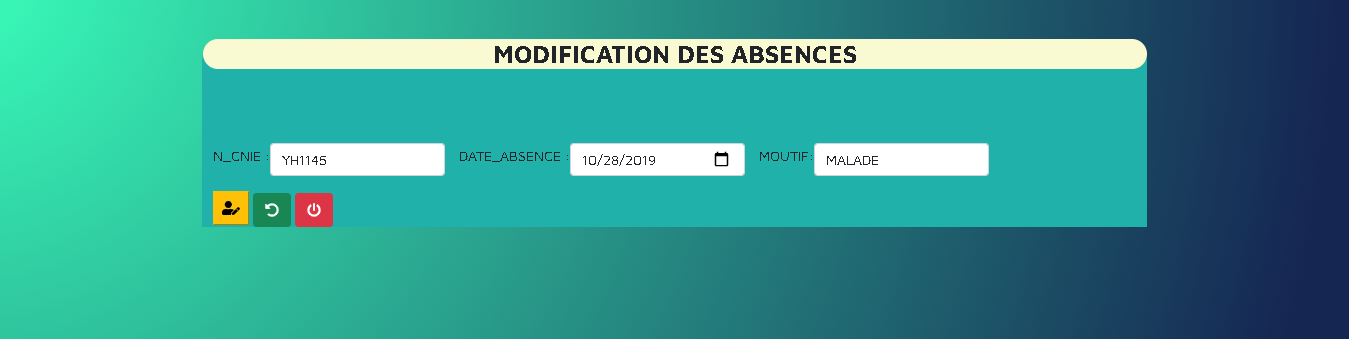 MODIFICATION DES ABSENCES
N_CNIE : YH1145 DATE_ABSENCE : 10/28/2019 MOUTIF: MALADE